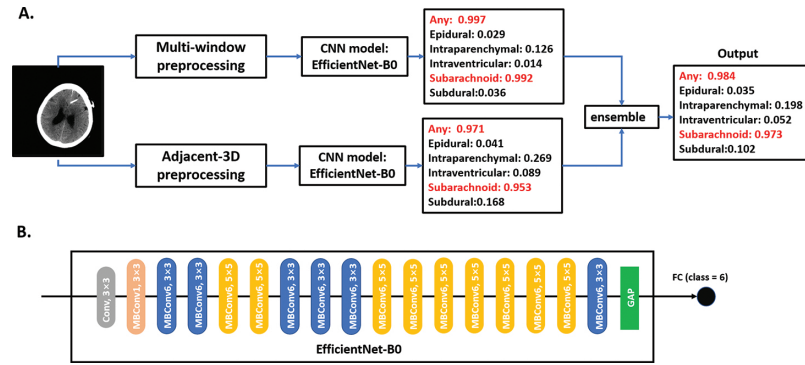 A.
Multi-window
preprocessing
CNN model:
EfficientNet-B0
Any: 0.997
Epidural: 0.029
Intraparenchymal: 0.126
Intraventricular: 0.014
Subarachnoid: 0.992
Subdural:0.036
Adjacent-3D
preprocessing
CNN model:
EfficientNet-B0
Any: 0.971
Epidural: 0.041
Intraparenchymal: 0.269
Intraventricular: 0.089
Subarachnoid: 0.953
Subdural:0.168
ensemble
Output
Any: 0.984
Epidural: 0.035
Intraparenchymal: 0.198
Intraventricular: 0.052
Subarachnoid: 0.973
Subdural:0.102
B.
Conv, 3×3
MBConv1, 3×3
MBConv6, 3×3
MBConv6, 3×3
MBConv6, 5×5
MBConv6, 5×5
MBConv6, 3×3
MBConv6, 3×3
MBConv6, 3×3
MBConv6, 5×5
MBConv6, 5×5
MBConv6, 5×5
MBConv6, 5×5
MBConv6, 5×5
MBConv6, 5×5
MBConv6, 5×5
MBConv6, 3×3
GAP
FC (class = 6)
EfficientNet-B0